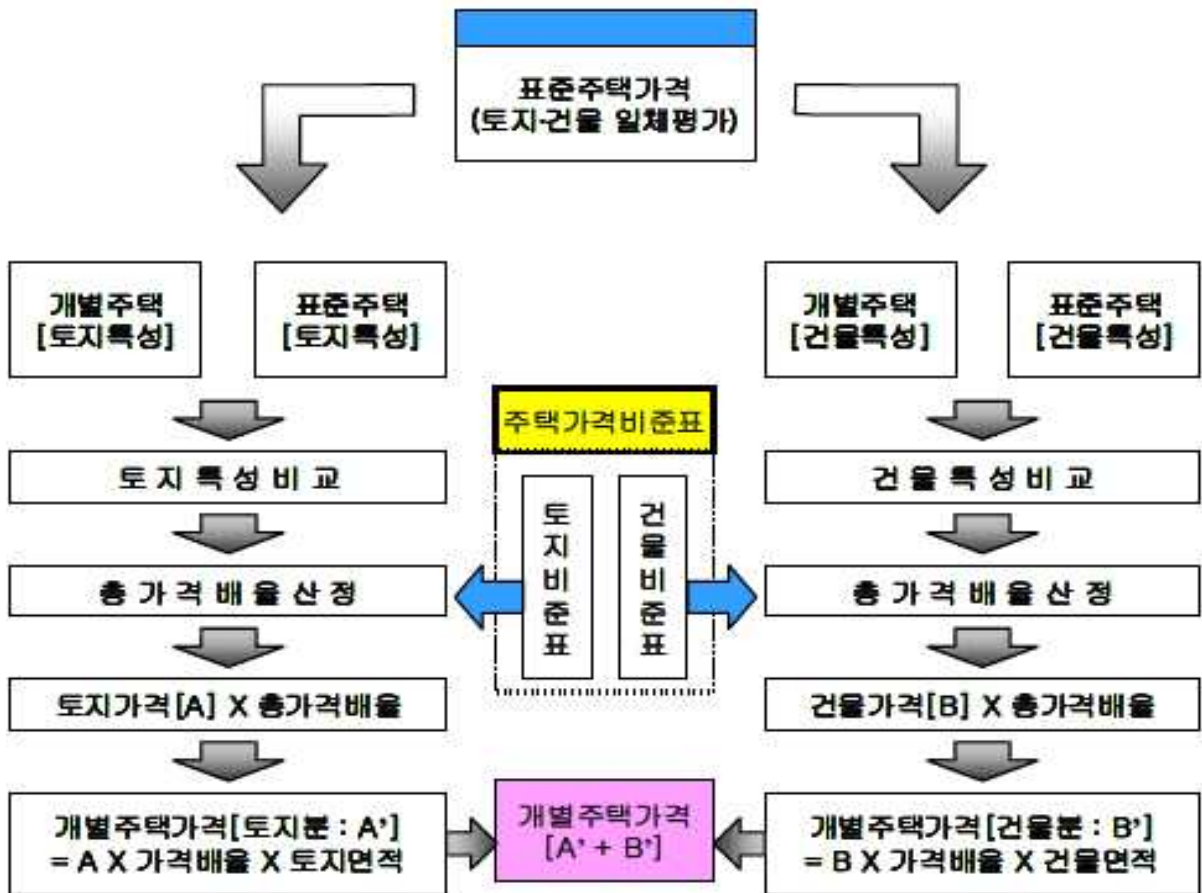 표준주택가격
(토지·건물 일체평가)
개별주택
[토지특성]
표준주택
[토지특성]
개별주택
[건물특성]
표준주택
[건물특성]
주택가격비준표
토지비준표
건물비준표
토 지 특 성 비 교
총 가 격 배 율 산 정
토지가격[A] X 총가격배율
개별주택가격[토지분 : A']
= A X 가격배율 X 토지면적
건 물 특 성 비 교
총 가 격 배 율 산 정
건물가격[B] X 총가격배율
개별주택가격[건물분 : B']
= B X 가격배율 X 건물면적
개별주택가격
[A' + B']